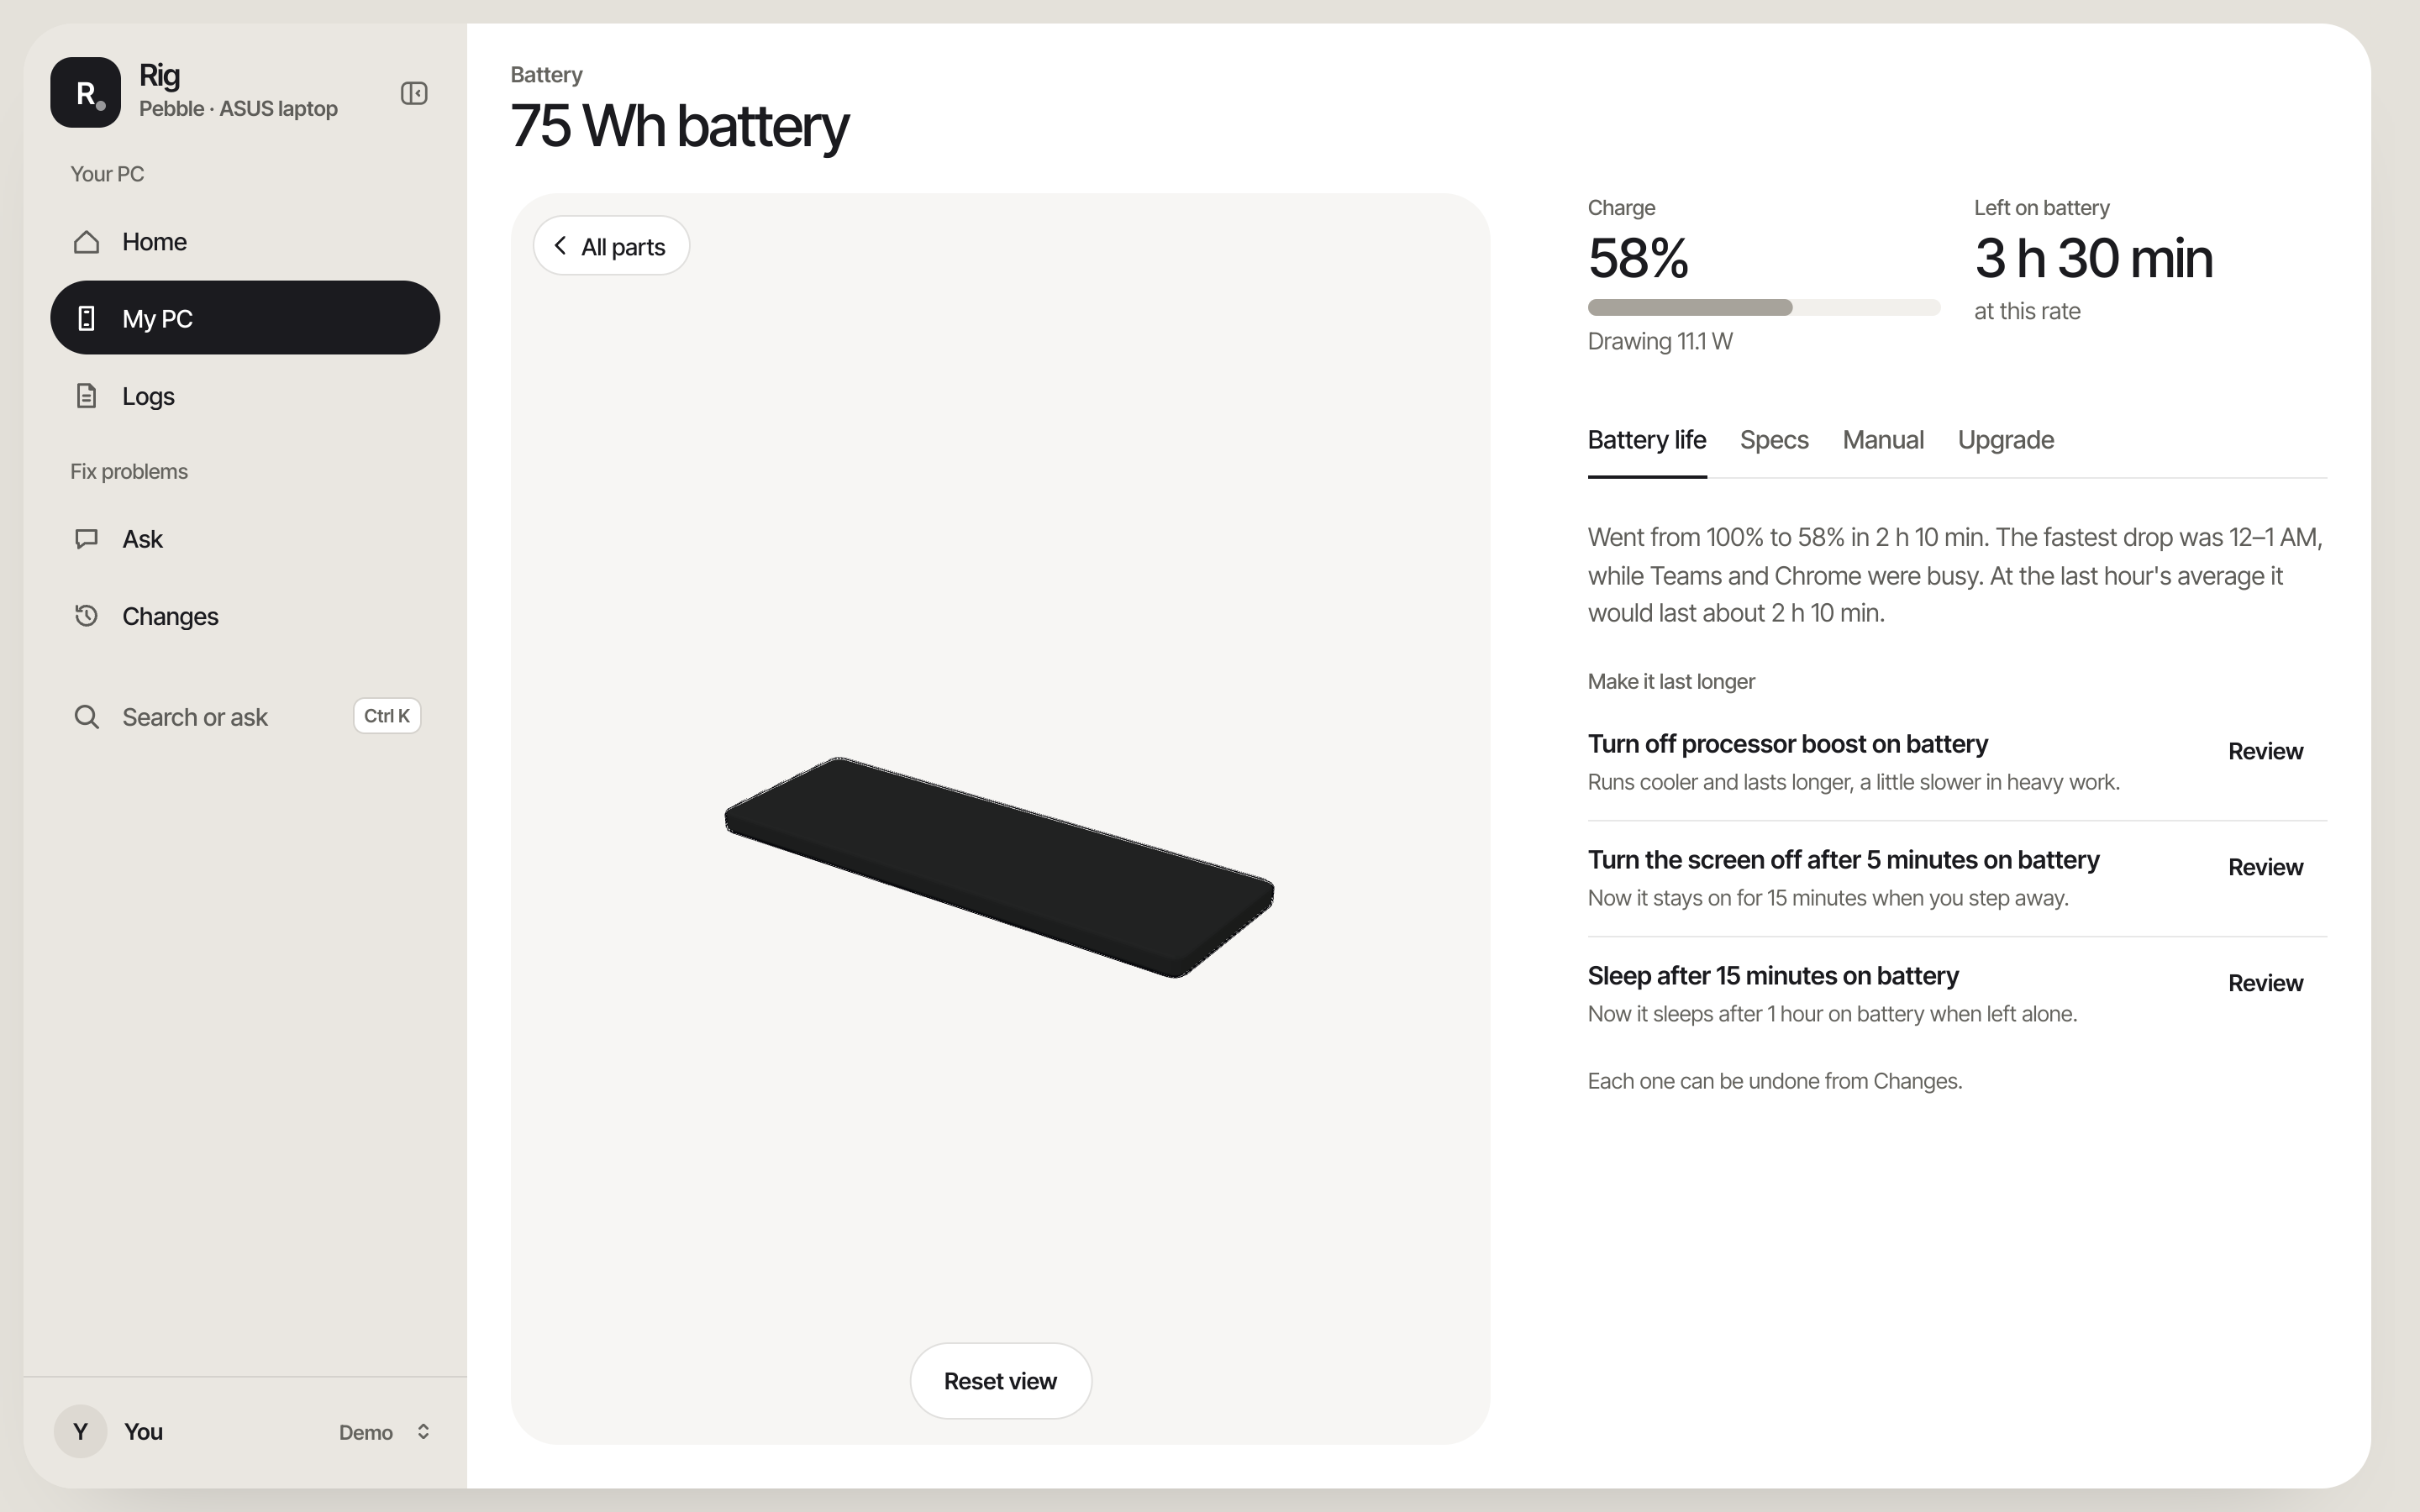 R.
Rig
Pebble · ASUS laptop
Your PC
Home
My PC
Logs
Fix problems
Ask
Changes
Search or ask
Ctrl K
Y
You
Demo
Battery
75 Wh battery
All parts
Reset view
Charge
58%
Drawing 11.1 W
Left on battery
3 h 30 min
at this rate
Battery life
Specs
Manual
Upgrade
Went from 100% to 58% in 2 h 10 min. The fastest drop was 12–1 AM,
while Teams and Chrome were busy. At the last hour's average it
would last about 2 h 10 min.
Make it last longer
Turn off processor boost on battery
Runs cooler and lasts longer, a little slower in heavy work.
Review
Turn the screen off after 5 minutes on battery
Now it stays on for 15 minutes when you step away.
Review
Sleep after 15 minutes on battery
Now it sleeps after 1 hour on battery when left alone.
Review
Each one can be undone from Changes.